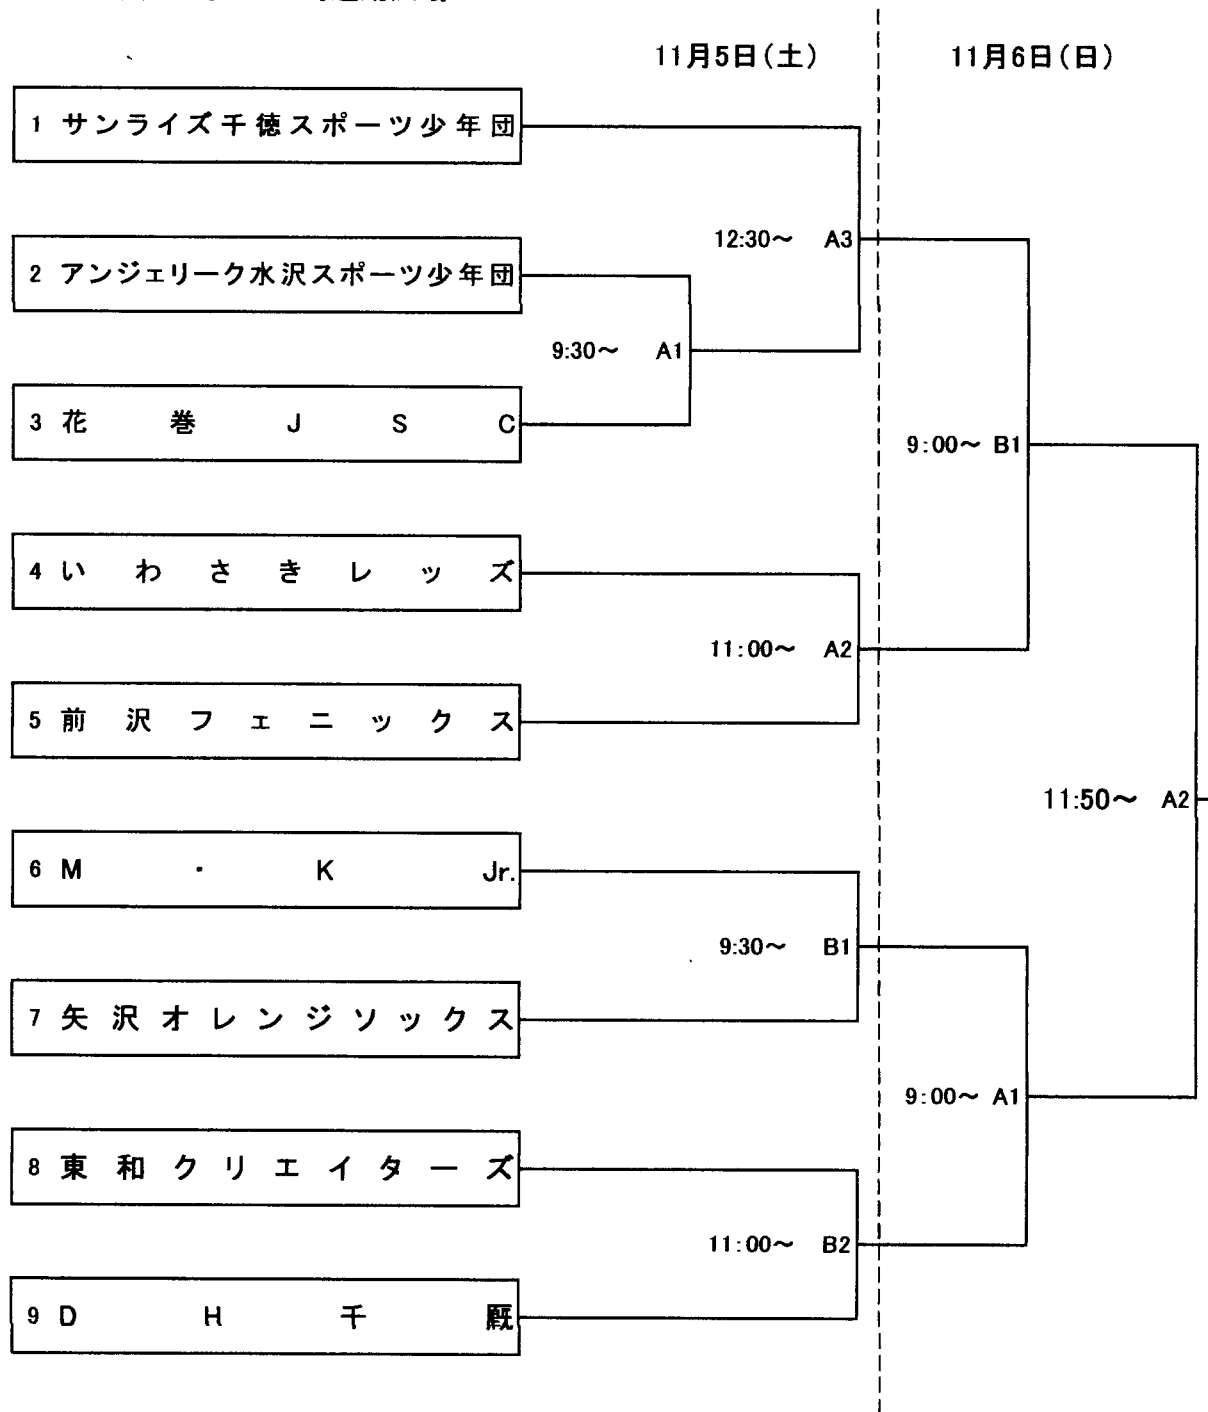 11月5日(土) 11月6日(日)
1 サンライズ千徳スポーツ少年団
12:30～ A3
2 アンジェリーク水沢スポーツ少年団
9:30～ A1
3 花巻JSC
9:00～ B1
4 いわさきレッズ
11:00～ A2
5 前沢フェニックス
11:50～ A2
6 M・K Jr.
9:30～ B1
7 矢沢オレンジソックス
9:00～ A1
8 東和クリエイターズ
11:00～ B2
9 DH千厩